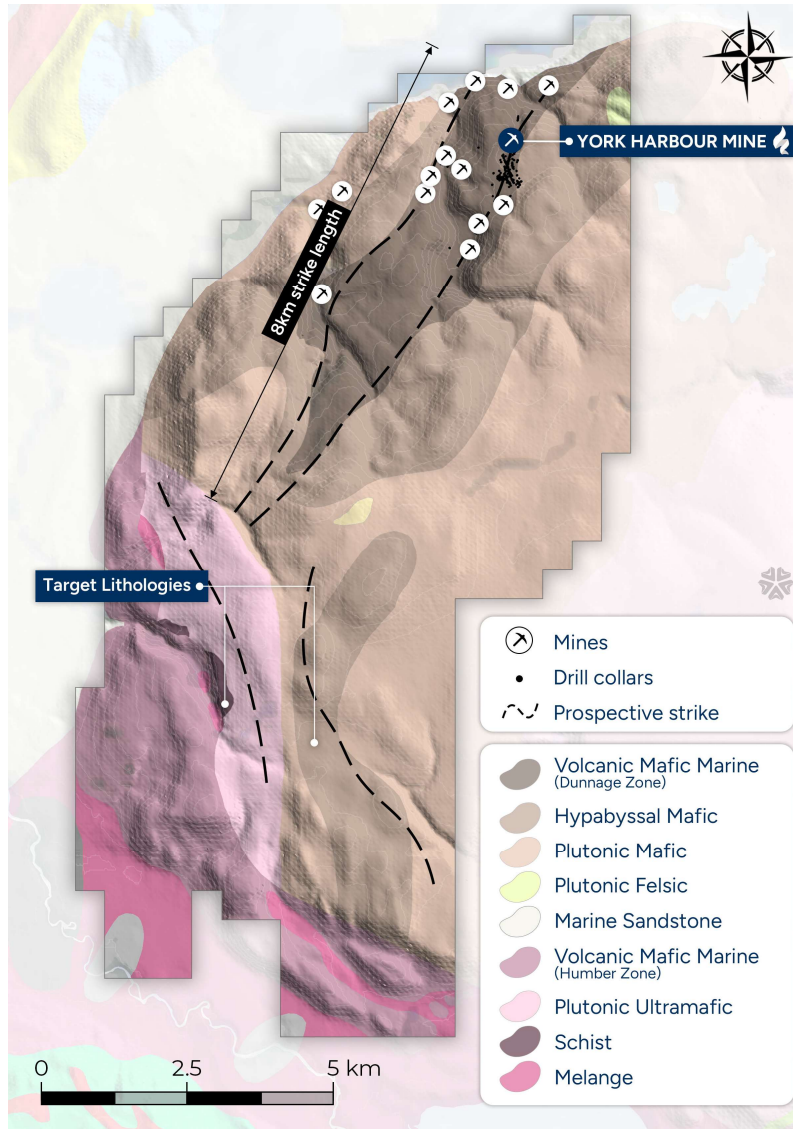 YORK HARBOUR MINE
8km strike length
Target Lithologies
Mines
Drill collars
Prospective strike
Volcanic Mafic Marine
(Dunnage Zone)
Hypabyssal Mafic
Plutonic Mafic
Plutonic Felsic
Marine Sandstone
Volcanic Mafic Marine
(Humber Zone)
Plutonic Ultramafic
Schist
Melange
0 2.5 5 km